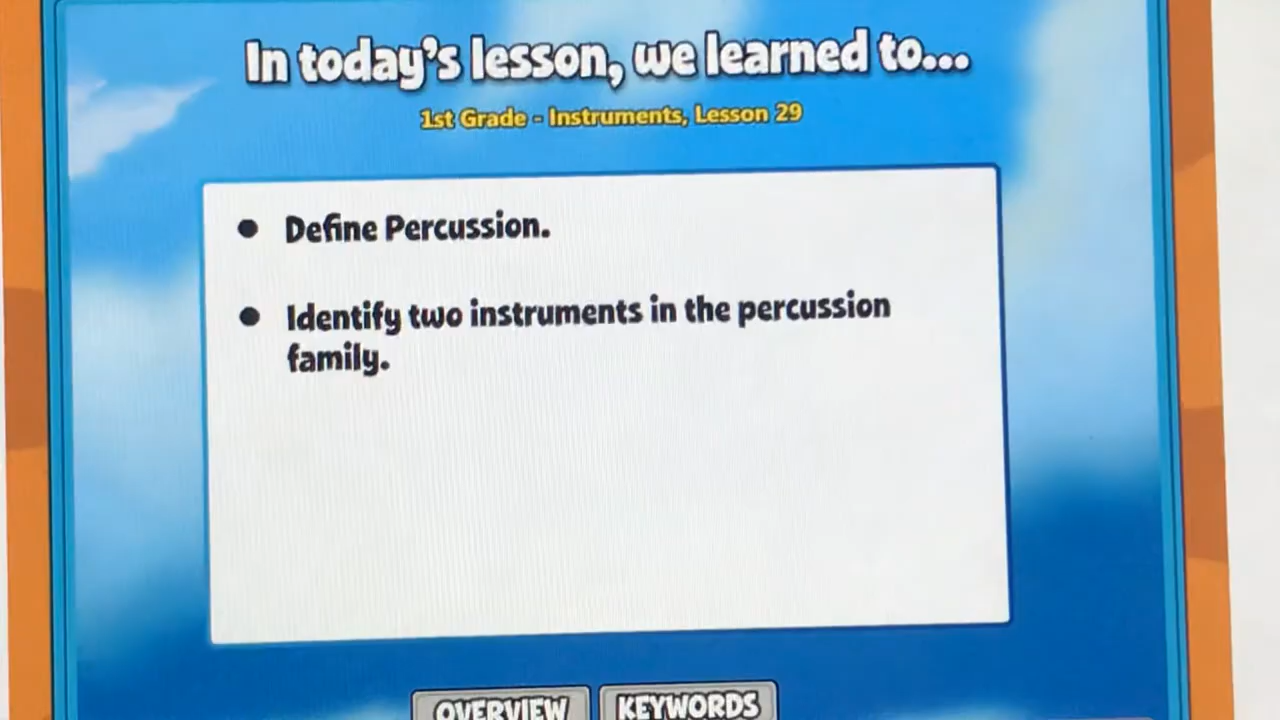 In today's lesson, we learned to...
1st Grade - Instruments, Lesson 29
● Define Percussion.
● Identify two instruments in the percussion
family.
OVERVIEW
KEYWORDS